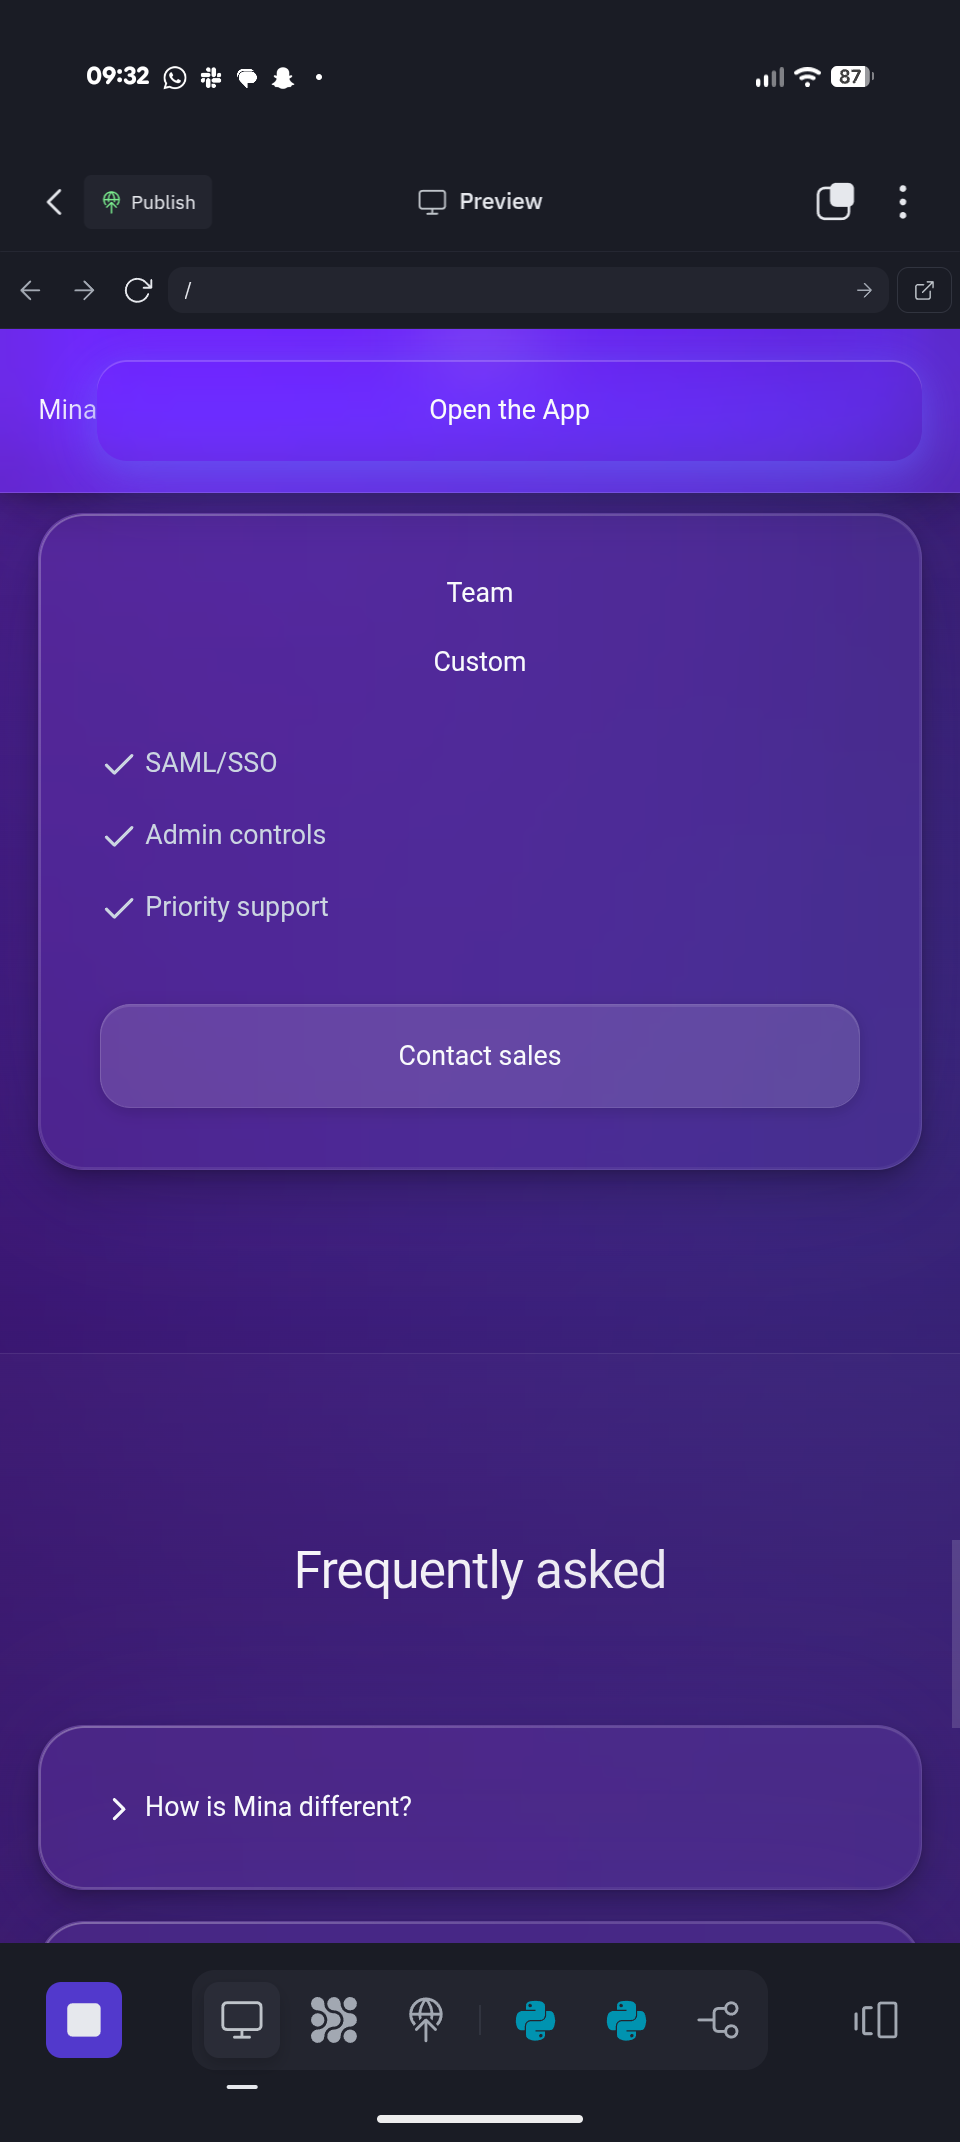 09:32
87
Publish
Preview
/
Mina
Open the App
Team
Custom
SAML/SSO
Admin controls
Priority support
Contact sales
Frequently asked
How is Mina different?